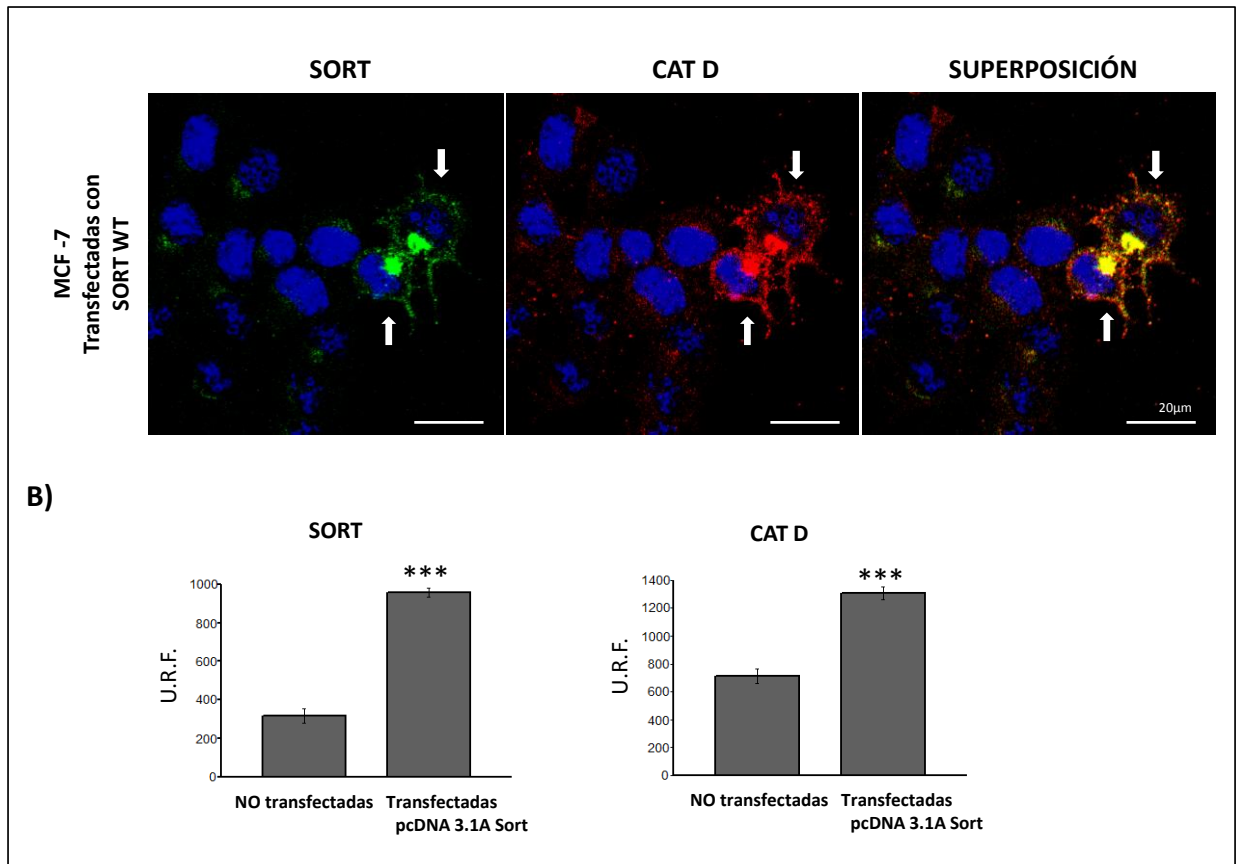 SORT
CAT D
SUPERPOSICIÓN
MCF -7
Transfectadas con
SORT WT
20µm
B)
SORT
***
1000
800
600
400
200
0
U.R.F.
NO transfectadas
Transfectadas
pcDNA 3.1A Sort
CAT D
***
1400
1200
1000
800
600
400
200
0
U.R.F.
NO transfectadas
Transfectadas
pcDNA 3.1A Sort